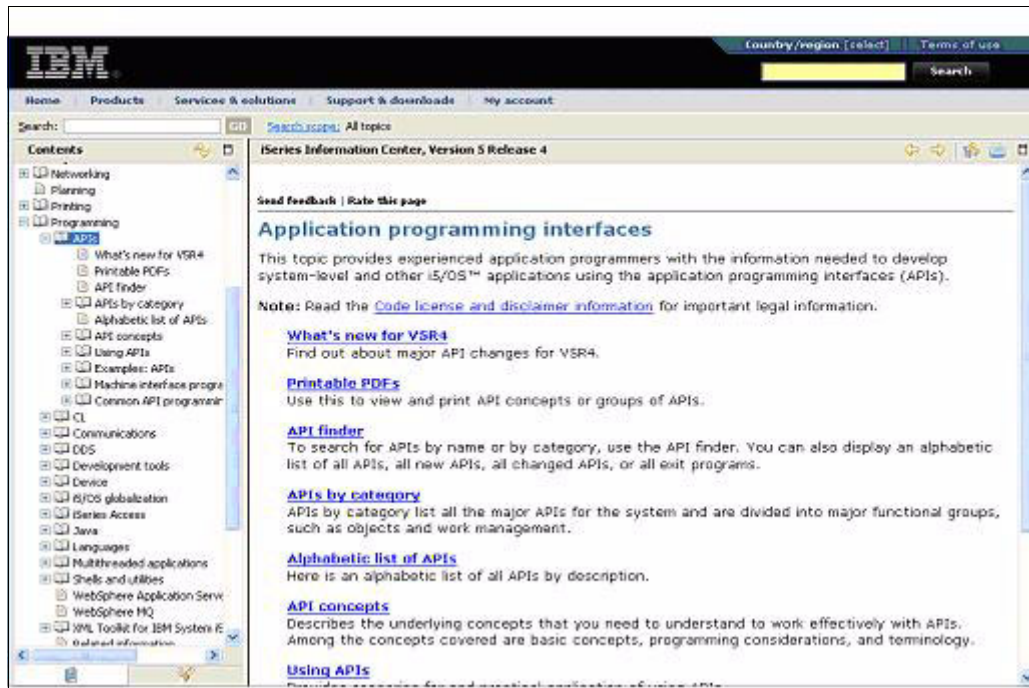 IBM
Country/region [select]
Terms of use
Search
Home
Products
Services & solutions
Support & downloads
My account
Search:
GO
Search scope: All topics
Contents
iSeries Information Center, Version 5 Release 4
Networking
Planning
Printing
Programming
APIs
What's new for V5R4
Printable PDFs
API finder
APIs by category
Alphabetic list of APIs
API concepts
Using APIs
Examples: APIs
Machine interface progra
Common API programmin
CL
Communications
DDS
Development tools
Device
i5/OS globalization
iSeries Access
Java
Languages
Multithreaded applications
Shells and utilities
WebSphere Application Serve
WebSphere MQ
XML Toolkit for IBM System iS
Related information
Send feedback | Rate this page
Application programming interfaces
This topic provides experienced application programmers with the information needed to develop
system-level and other i5/OS™ applications using the application programming interfaces (APIs).
Note: Read the Code license and disclaimer information for important legal information.
What's new for V5R4
Find out about major API changes for V5R4.
Printable PDFs
Use this to view and print API concepts or groups of APIs.
API finder
To search for APIs by name or by category, use the API finder. You can also display an alphabetic
list of all APIs, all new APIs, all changed APIs, or all exit programs.
APIs by category
APIs by category list all the major APIs for the system and are divided into major functional groups,
such as objects and work management.
Alphabetic list of APIs
Here is an alphabetic list of all APIs by description.
API concepts
Describes the underlying concepts that you need to understand to work effectively with APIs.
Among the concepts covered are basic concepts, programming considerations, and terminology.
Using APIs